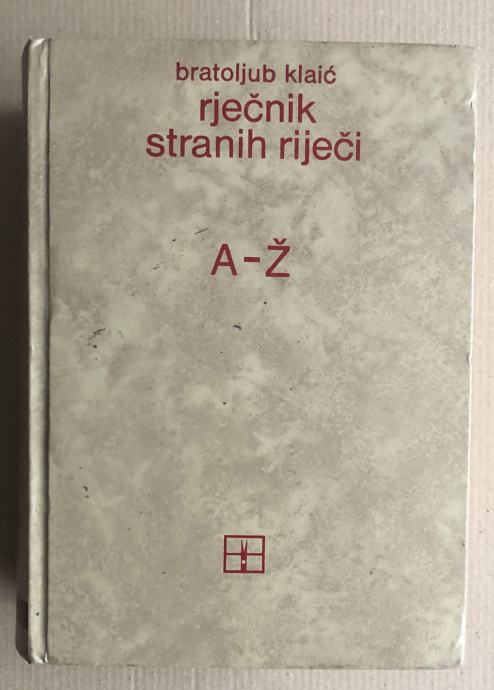 bratoljub klaić
rječnik
stranih riječi
A-Ž